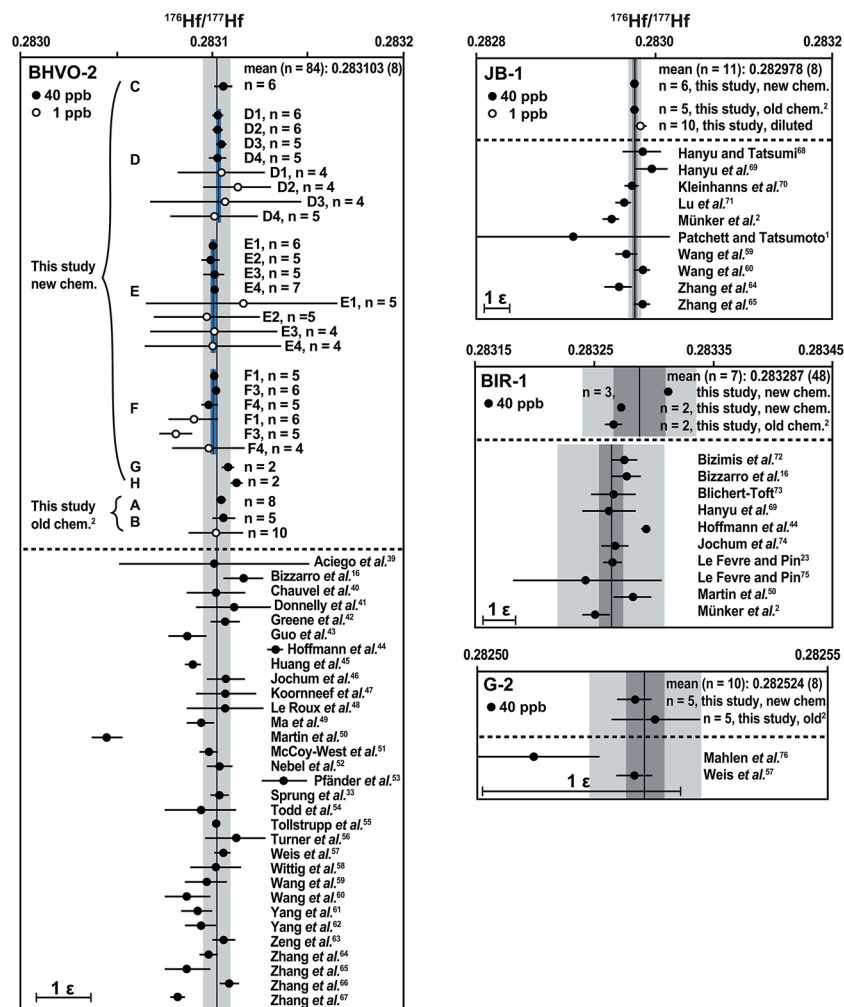 176Hf/177Hf
0.2830 0.2831 0.2832
BHVO-2
mean (n = 84): 0.283103 (8)
40 ppb
1 ppb
C
n = 6
D1, n = 6
D2, n = 6
D3, n = 5
D
D4, n = 5
D1, n = 4
D2, n = 4
D3, n = 4
D4, n = 5
E1, n = 6
E2, n = 5
This study
new chem.
E3, n = 5
E
E4, n = 7
E1, n = 5
E2, n =5
E3, n = 4
E4, n = 4
F1, n = 5
F3, n = 6
F
F4, n = 5
F1, n = 6
F3, n = 5
F4, n = 4
G
n = 2
H
n = 2
This study
old chem.2
A
n = 8
B
n = 5
n = 10
Aciego et al.39
Bizzarro et al.16
Chauvel et al.40
Donnelly et al.41
Greene et al.42
Guo et al.43
Hoffmann et al.44
Huang et al.45
Jochum et al.46
Koornneef et al.47
Le Roux et al.48
Ma et al.49
Martin et al.50
McCoy-West et al.51
Nebel et al.52
Pfänder et al.53
Sprung et al.33
Todd et al.54
Tollstrupp et al.55
Turner et al.56
Weis et al.57
Wittig et al.58
Wang et al.59
Wang et al.60
Yang et al.61
Yang et al.62
Zeng et al.63
Zhang et al.64
Zhang et al.65
Zhang et al.66
Zhang et al.67
1 ε
176Hf/177Hf
0.2828 0.2830 0.2832
JB-1
mean (n = 11): 0.282978 (8)
40 ppb
1 ppb
n = 6, this study, new chem.
n = 5, this study, old chem.2
n = 10, this study, diluted
Hanyu and Tatsumi68
Hanyu et al.69
Kleinhanns et al.70
Lu et al.71
Münker et al.2
Patchett and Tatsumoto1
Wang et al.59
Wang et al.60
Zhang et al.64
Zhang et al.65
1 ε
0.28315 0.28325 0.28335 0.28345
BIR-1
mean (n = 7): 0.283287 (48)
40 ppb
n = 3, this study, new chem.
n = 2, this study, new chem.
n = 2, this study, old chem.2
Bizimis et al.72
Bizzarro et al.16
Blichert-Toft73
Hanyu et al.69
Hoffmann et al.44
Jochum et al.74
Le Fevre and Pin23
Le Fevre and Pin75
Martin et al.50
Münker et al.2
1 ε
0.28250 0.28255
G-2
mean (n = 10): 0.282524 (8)
40 ppb
n = 5, this study, new chem
n = 5, this study, old2
Mahlen et al.76
Weis et al.57
1 ε